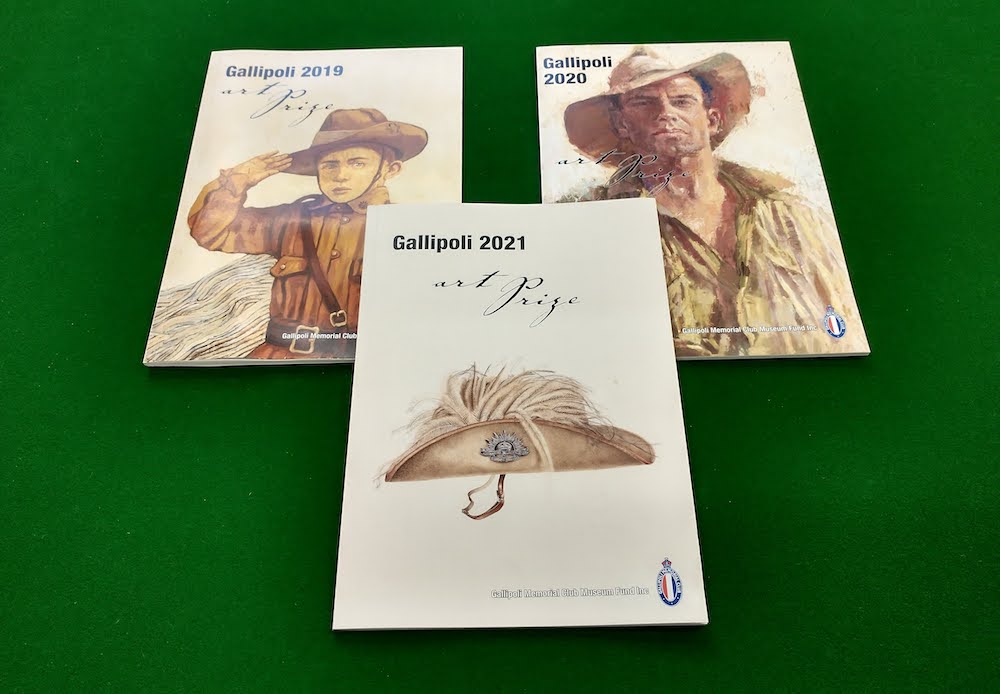 Gallipoli 2019
art Prize
Gallipoli Memorial Club
Gallipoli
2020
art Prize
Gallipoli Memorial Club Museum Fund Inc
Gallipoli 2021
art Prize
Gallipoli Memorial Club Museum Fund Inc